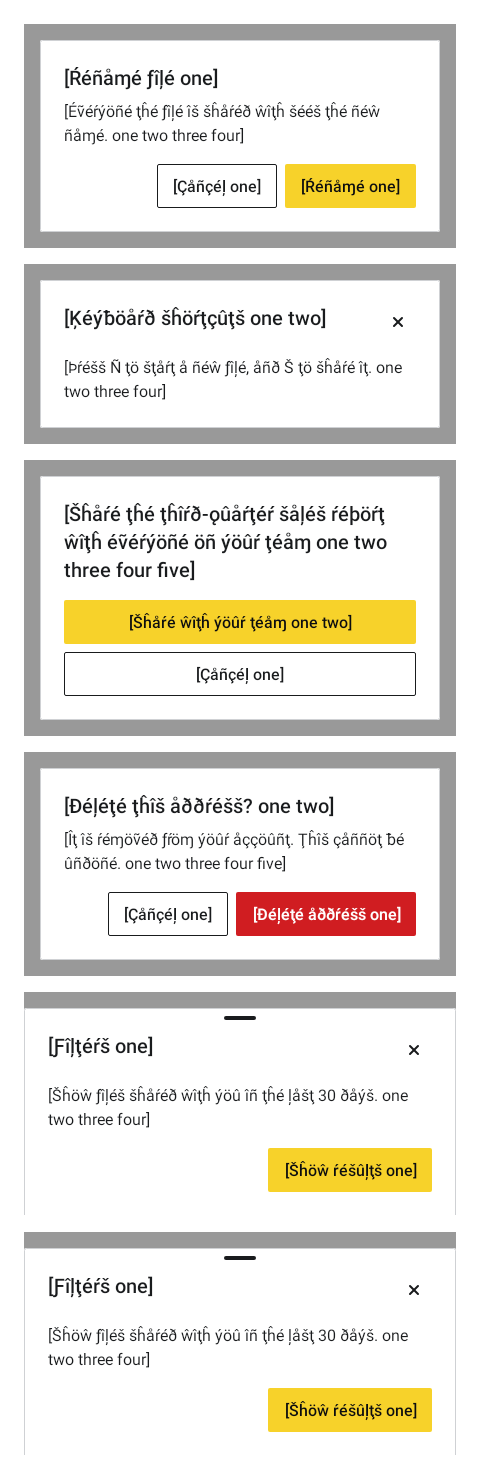 [Ŕéñåɱé ƒîļé one]
[Éṽéŕýöñé ţĥé ƒîļé îš šĥåŕéð ŵîţĥ šééš ţĥé ñéŵ
ñåɱé. one two three four]
[Çåñçéļ one]
[Ŕéñåɱé one]
[Ķéýƀöåŕð šĥöŕţçûţš one two]
[Þŕéšš Ñ ţö šţåŕţ å ñéŵ ƒîļé, åñð Š ţö šĥåŕé îţ. one
two three four]
[Šĥåŕé ţĥé ţĥîŕð-ǫûåŕţéŕ šåļéš ŕéþöŕţ
ŵîţĥ éṽéŕýöñé öñ ýöûŕ ţéåɱ one two
three four five]
[Šĥåŕé ŵîţĥ ýöûŕ ţéåɱ one two]
[Çåñçéļ one]
[Ðéļéţé ţĥîš åððŕéšš? one two]
[Îţ îš ŕéɱöṽéð ƒŕöɱ ýöûŕ åççöûñţ. Ţĥîš çåññöţ ƀé
ûñðöñé. one two three four five]
[Çåñçéļ one]
[Ðéļéţé åððŕéšš one]
[Ƒîļţéŕš one]
[Šĥöŵ ƒîļéš šĥåŕéð ŵîţĥ ýöû îñ ţĥé ļåšţ 30 ðåýš. one
two three four]
[Šĥöŵ ŕéšûļţš one]
[Ƒîļţéŕš one]
[Šĥöŵ ƒîļéš šĥåŕéð ŵîţĥ ýöû îñ ţĥé ļåšţ 30 ðåýš. one
two three four]
[Šĥöŵ ŕéšûļţš one]